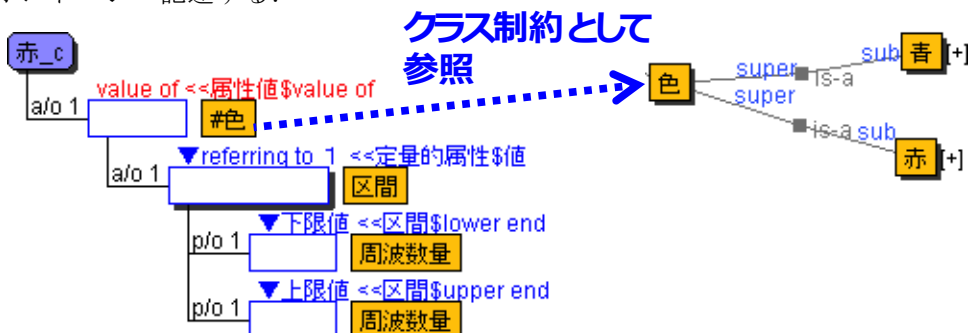 クラス制約として
参照
赤_c
value of <<属性値$value of
a/o 1
#色
▼referring to 1 <<定量的属性$値
a/o 1
区間
▼下限値 <<区間$lower end
p/o 1
周波数量
▼上限値 <<区間$upper end
p/o 1
周波数量
色
super
is-a
sub
青
[+]
super
is-a
sub
赤
[+]